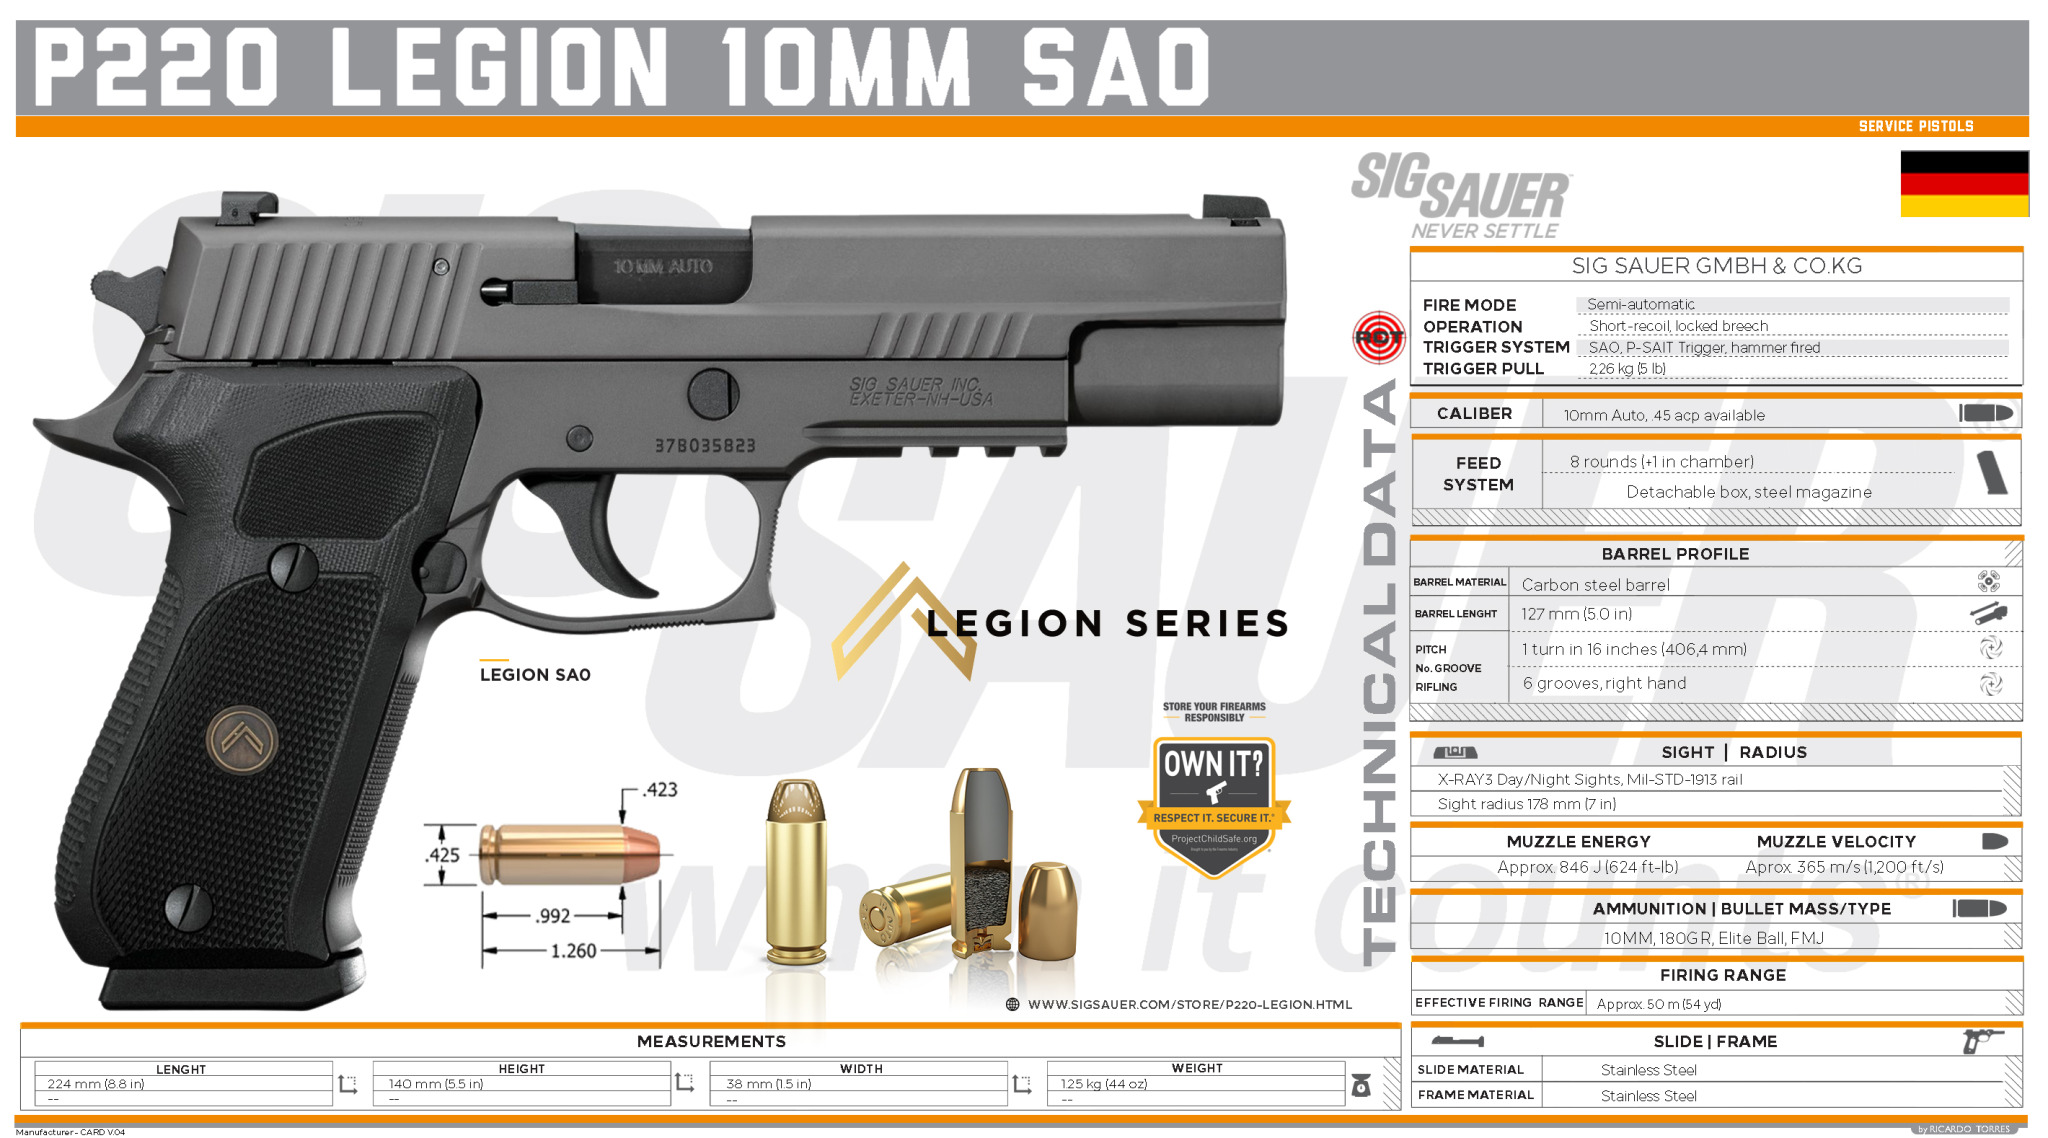 P220 LEGION 10MM SAO
SERVICE PISTOLS
SIG SAUER
NEVER SETTLE
10 MM AUTO
SIG SAUER INC.
EXETER-NH-USA
37B035823
LEGION SERIES
LEGION SAO
STORE YOUR FIREARMS
RESPONSIBLY
OWN IT?
RESPECT IT. SECURE IT.®
ProjectChildSafe.org
.423
.425
.992
1.260
WWW.SIGSAUER.COM/STORE/P220-LEGION.HTML
SIG SAUER
when it counts®
RDT
TECHNICAL DATA
SIG SAUER GMBH & CO.KG
FIRE MODE Semi-automatic
OPERATION Short-recoil, locked breech
TRIGGER SYSTEM SAO, P-SAIT Trigger, hammer fired
TRIGGER PULL 2,26 kg (5 lb)
CALIBER 10mm Auto, .45 acp available
FEED SYSTEM
8 rounds (+1 in chamber)
Detachable box, steel magazine
BARREL PROFILE
BARREL MATERIAL Carbon steel barrel
BARREL LENGHT 127 mm (5.0 in)
PITCH 1 turn in 16 inches (406,4 mm)
No. GROOVE
RIFLING 6 grooves, right hand
SIGHT | RADIUS
X-RAY3 Day/Night Sights, Mil-STD-1913 rail
Sight radius 178 mm (7 in)
MUZZLE ENERGY MUZZLE VELOCITY
Approx. 846 J (624 ft-lb) Aprox. 365 m/s (1,200 ft/s)
AMMUNITION | BULLET MASS/TYPE
10MM, 180GR, Elite Ball, FMJ
FIRING RANGE
EFFECTIVE FIRING RANGE Approx. 50 m (54 yd)
SLIDE | FRAME
SLIDE MATERIAL Stainless Steel
FRAME MATERIAL Stainless Steel
MEASUREMENTS
LENGHT HEIGHT WIDTH WEIGHT
224 mm (8.8 in) 140 mm (5.5 in) 38 mm (1.5 in) 1.25 kg (44 oz)
-- -- -- --
Manufacturer - CARD V.04
by RICARDO TORRES